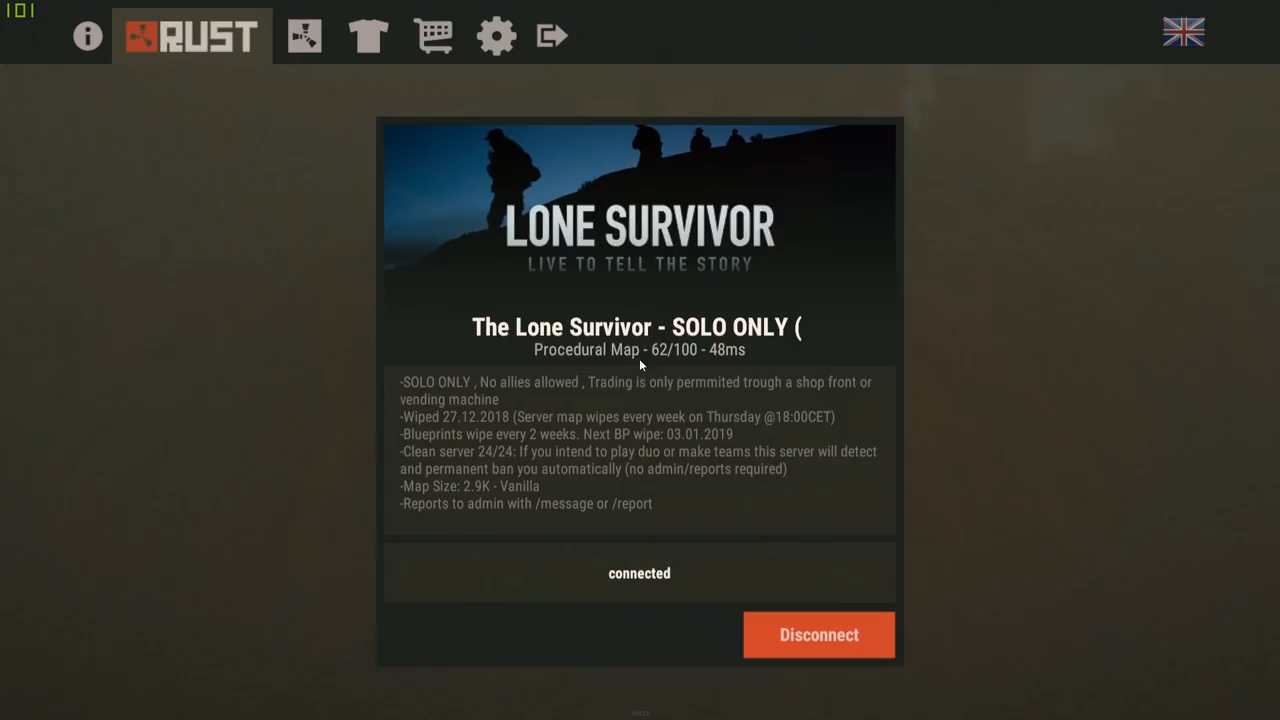 101
RUST
LONE SURVIVOR
LIVE TO TELL THE STORY
The Lone Survivor - SOLO ONLY (
Procedural Map - 62/100 - 48ms
-SOLO ONLY , No allies allowed , Trading is only permmited trough a shop front or
vending machine
-Wiped 27.12.2018 (Server map wipes every week on Thursday @18:00CET)
-Blueprints wipe every 2 weeks. Next BP wipe: 03.01.2019
-Clean server 24/24: If you intend to play duo or make teams this server will detect
and permanent ban you automatically (no admin/reports required)
-Map Size: 2.9K - Vanilla
-Reports to admin with /message or /report
connected
Disconnect